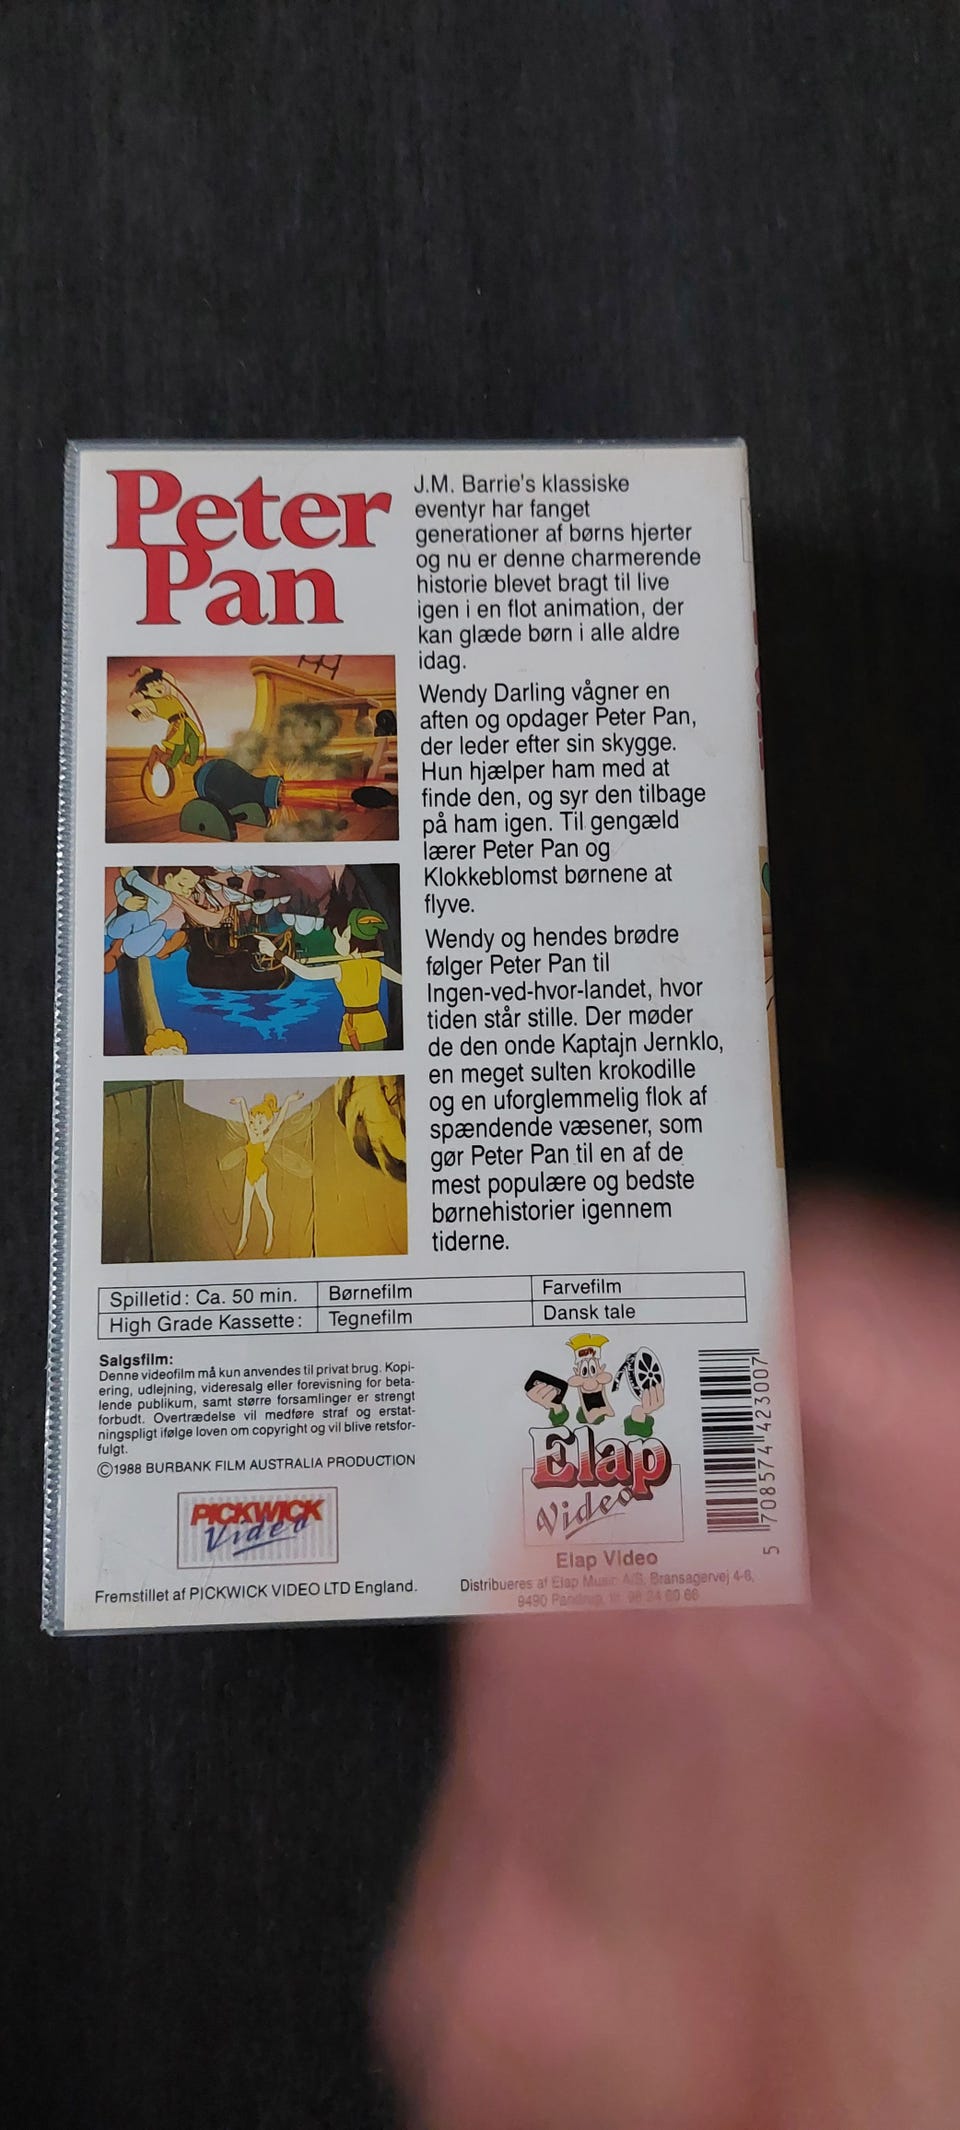 Peter
Pan
J.M. Barrie's klassiske
eventyr har fanget
generationer af børns hjerter
og nu er denne charmerende
historie blevet bragt til live
igen i en flot animation, der
kan glæde børn i alle aldre
idag.
Wendy Darling vågner en
aften og opdager Peter Pan,
der leder efter sin skygge.
Hun hjælper ham med at
finde den, og syr den tilbage
på ham igen. Til gengæld
lærer Peter Pan og
Klokkeblomst børnene at
flyve.
Wendy og hendes brødre
følger Peter Pan til
Ingen-ved-hvor-landet, hvor
tiden står stille. Der møder
de den onde Kaptajn Jernklo,
en meget sulten krokodille
og en uforglemmelig flok af
spændende væsener, som
gør Peter Pan til en af de
mest populære og bedste
børnehistorier igennem
tiderne.
Spilletid: Ca. 50 min. Børnefilm Farvefilm
High Grade Kassette: Tegnefilm Dansk tale
Salgsfilm:
Denne videofilm må kun anvendes til privat brug. Kopi-
ering, udlejning, videresalg eller forevisning for beta-
lende publikum, samt større forsamlinger er strengt
forbudt. Overtrædelse vil medføre straf og erstat-
ningspligt ifølge loven om copyright og vil blive retsfor-
fulgt.
©1988 BURBANK FILM AUSTRALIA PRODUCTION
PICKWICK
Video
Fremstillet af PICKWICK VIDEO LTD England.
Elap
Video
Elap Video
Distribueres af Elap Music A/S, Bransagervej 4-6,
9490 Pandrup, tlf. 98 24 60 66
5 708574 423007